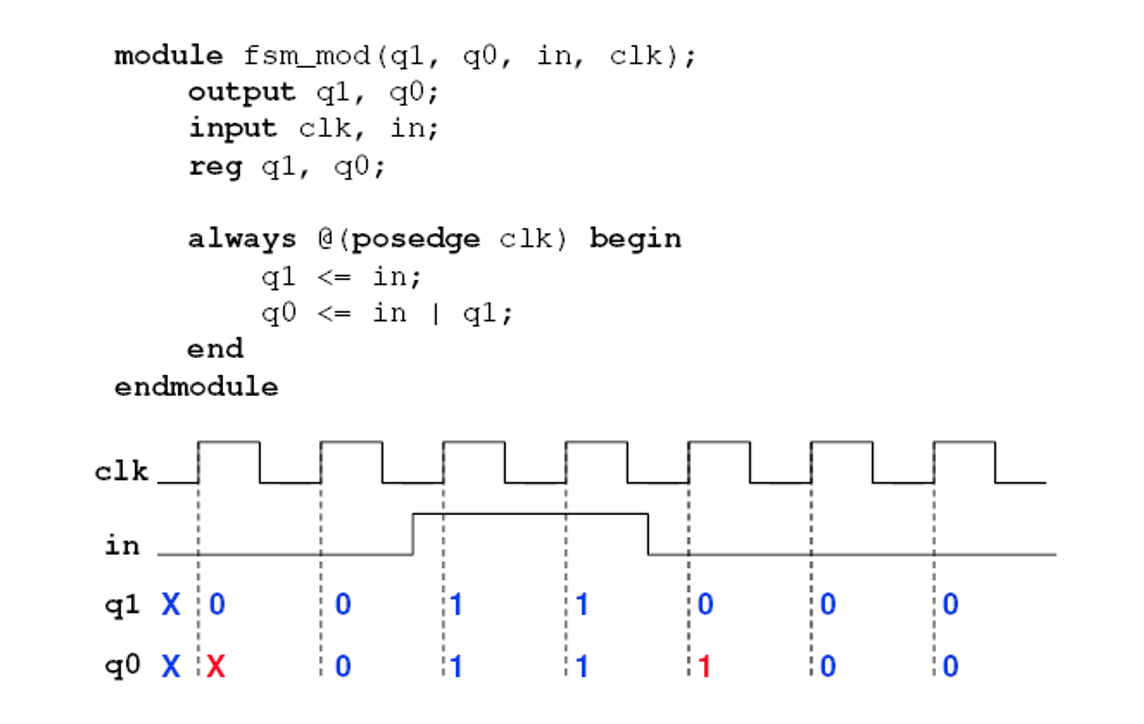 module fsm_mod(q1, q0, in, clk);
output q1, q0;
input clk, in;
reg q1, q0;
always @(posedge clk) begin
q1 <= in;
q0 <= in | q1;
end
endmodule
clk
in
q1 X 0 0 1 1 0 0 0
q0 X X 0 1 1 1 0 0